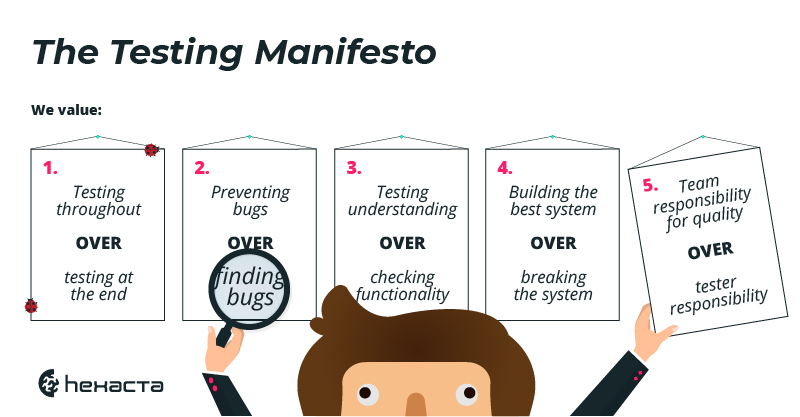 The Testing Manifesto
We value:
1.
Testing
throughout
OVER
testing at
the end
2.
Preventing
bugs
OVER
finding
bugs
3.
Testing
understanding
OVER
checking
functionality
4.
Building the
best system
OVER
breaking
the system
5.
Team
responsibility
for quality
OVER
tester
responsibility
hexacta